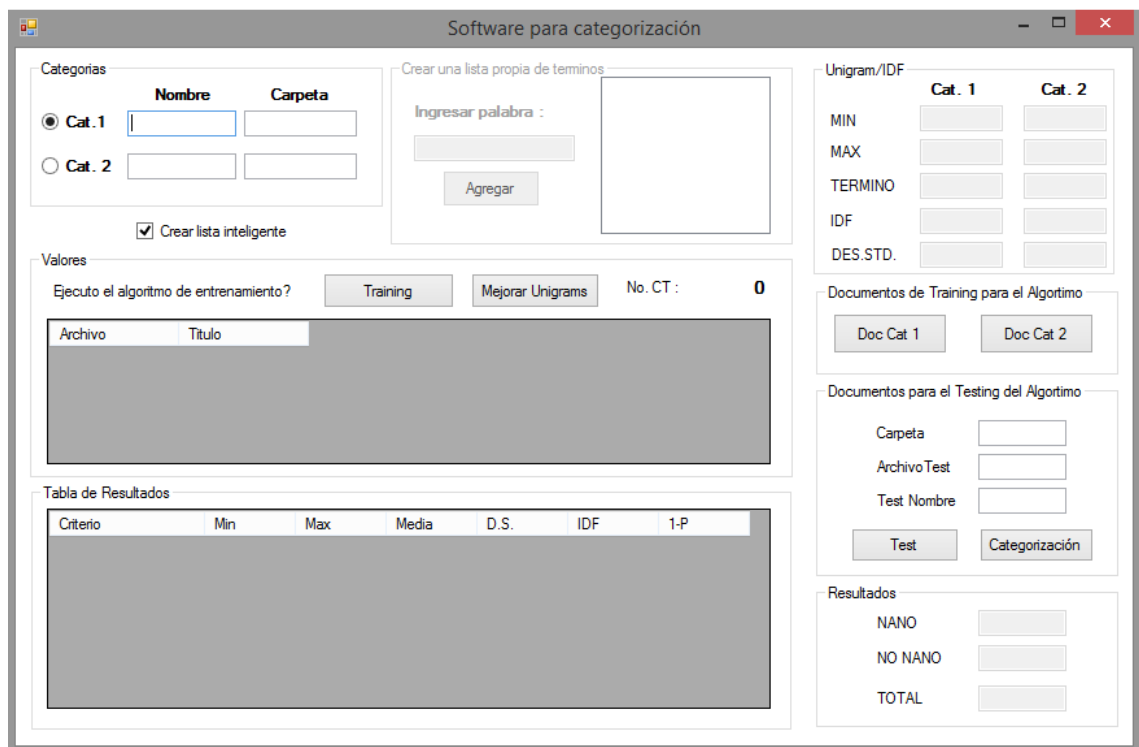 Software para categorización
Categorias
Nombre Carpeta
Cat.1
Cat. 2
Crear lista inteligente
Crear una lista propia de terminos
Ingresar palabra :
Agregar
Unigram/IDF
Cat. 1 Cat. 2
MIN
MAX
TERMINO
IDF
DES.STD.
Valores
Ejecuto el algoritmo de entrenamiento? Training Mejorar Unigrams No. CT : 0
Archivo Titulo
Documentos de Training para el Algortimo
Doc Cat 1 Doc Cat 2
Documentos para el Testing del Algortimo
Carpeta
ArchivoTest
Test Nombre
Test Categorización
Tabla de Resultados
Criterio Min Max Media D.S. IDF 1-P
Resultados
NANO
NO NANO
TOTAL